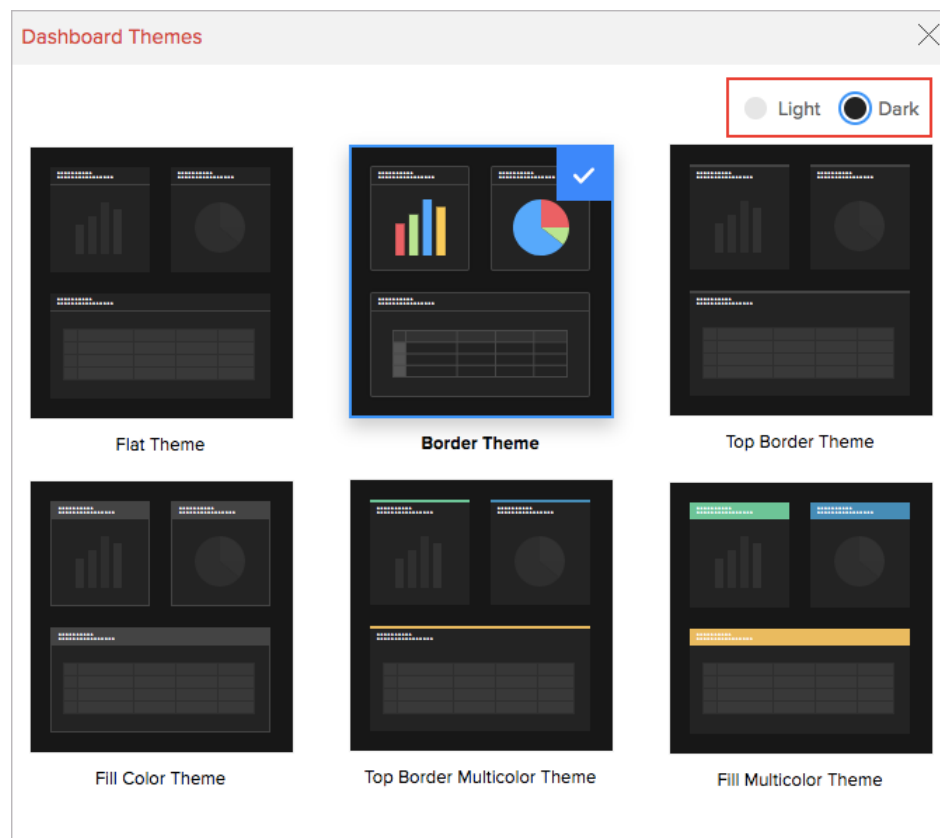 Dashboard Themes
Light Dark
Flat Theme
Border Theme
Top Border Theme
Fill Color Theme
Top Border Multicolor Theme
Fill Multicolor Theme